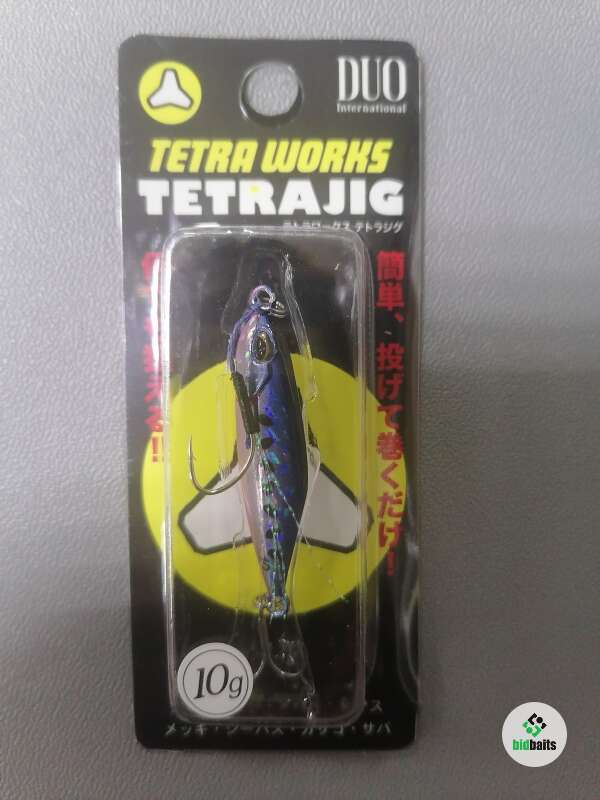 DUO
International
TETRA WORKS
TETRAJIG
テトラワークス テトラジグ
簡単、投げて巻くだけ!
10g
メッキ・シーバス・カサゴ・サバ
bidbaits